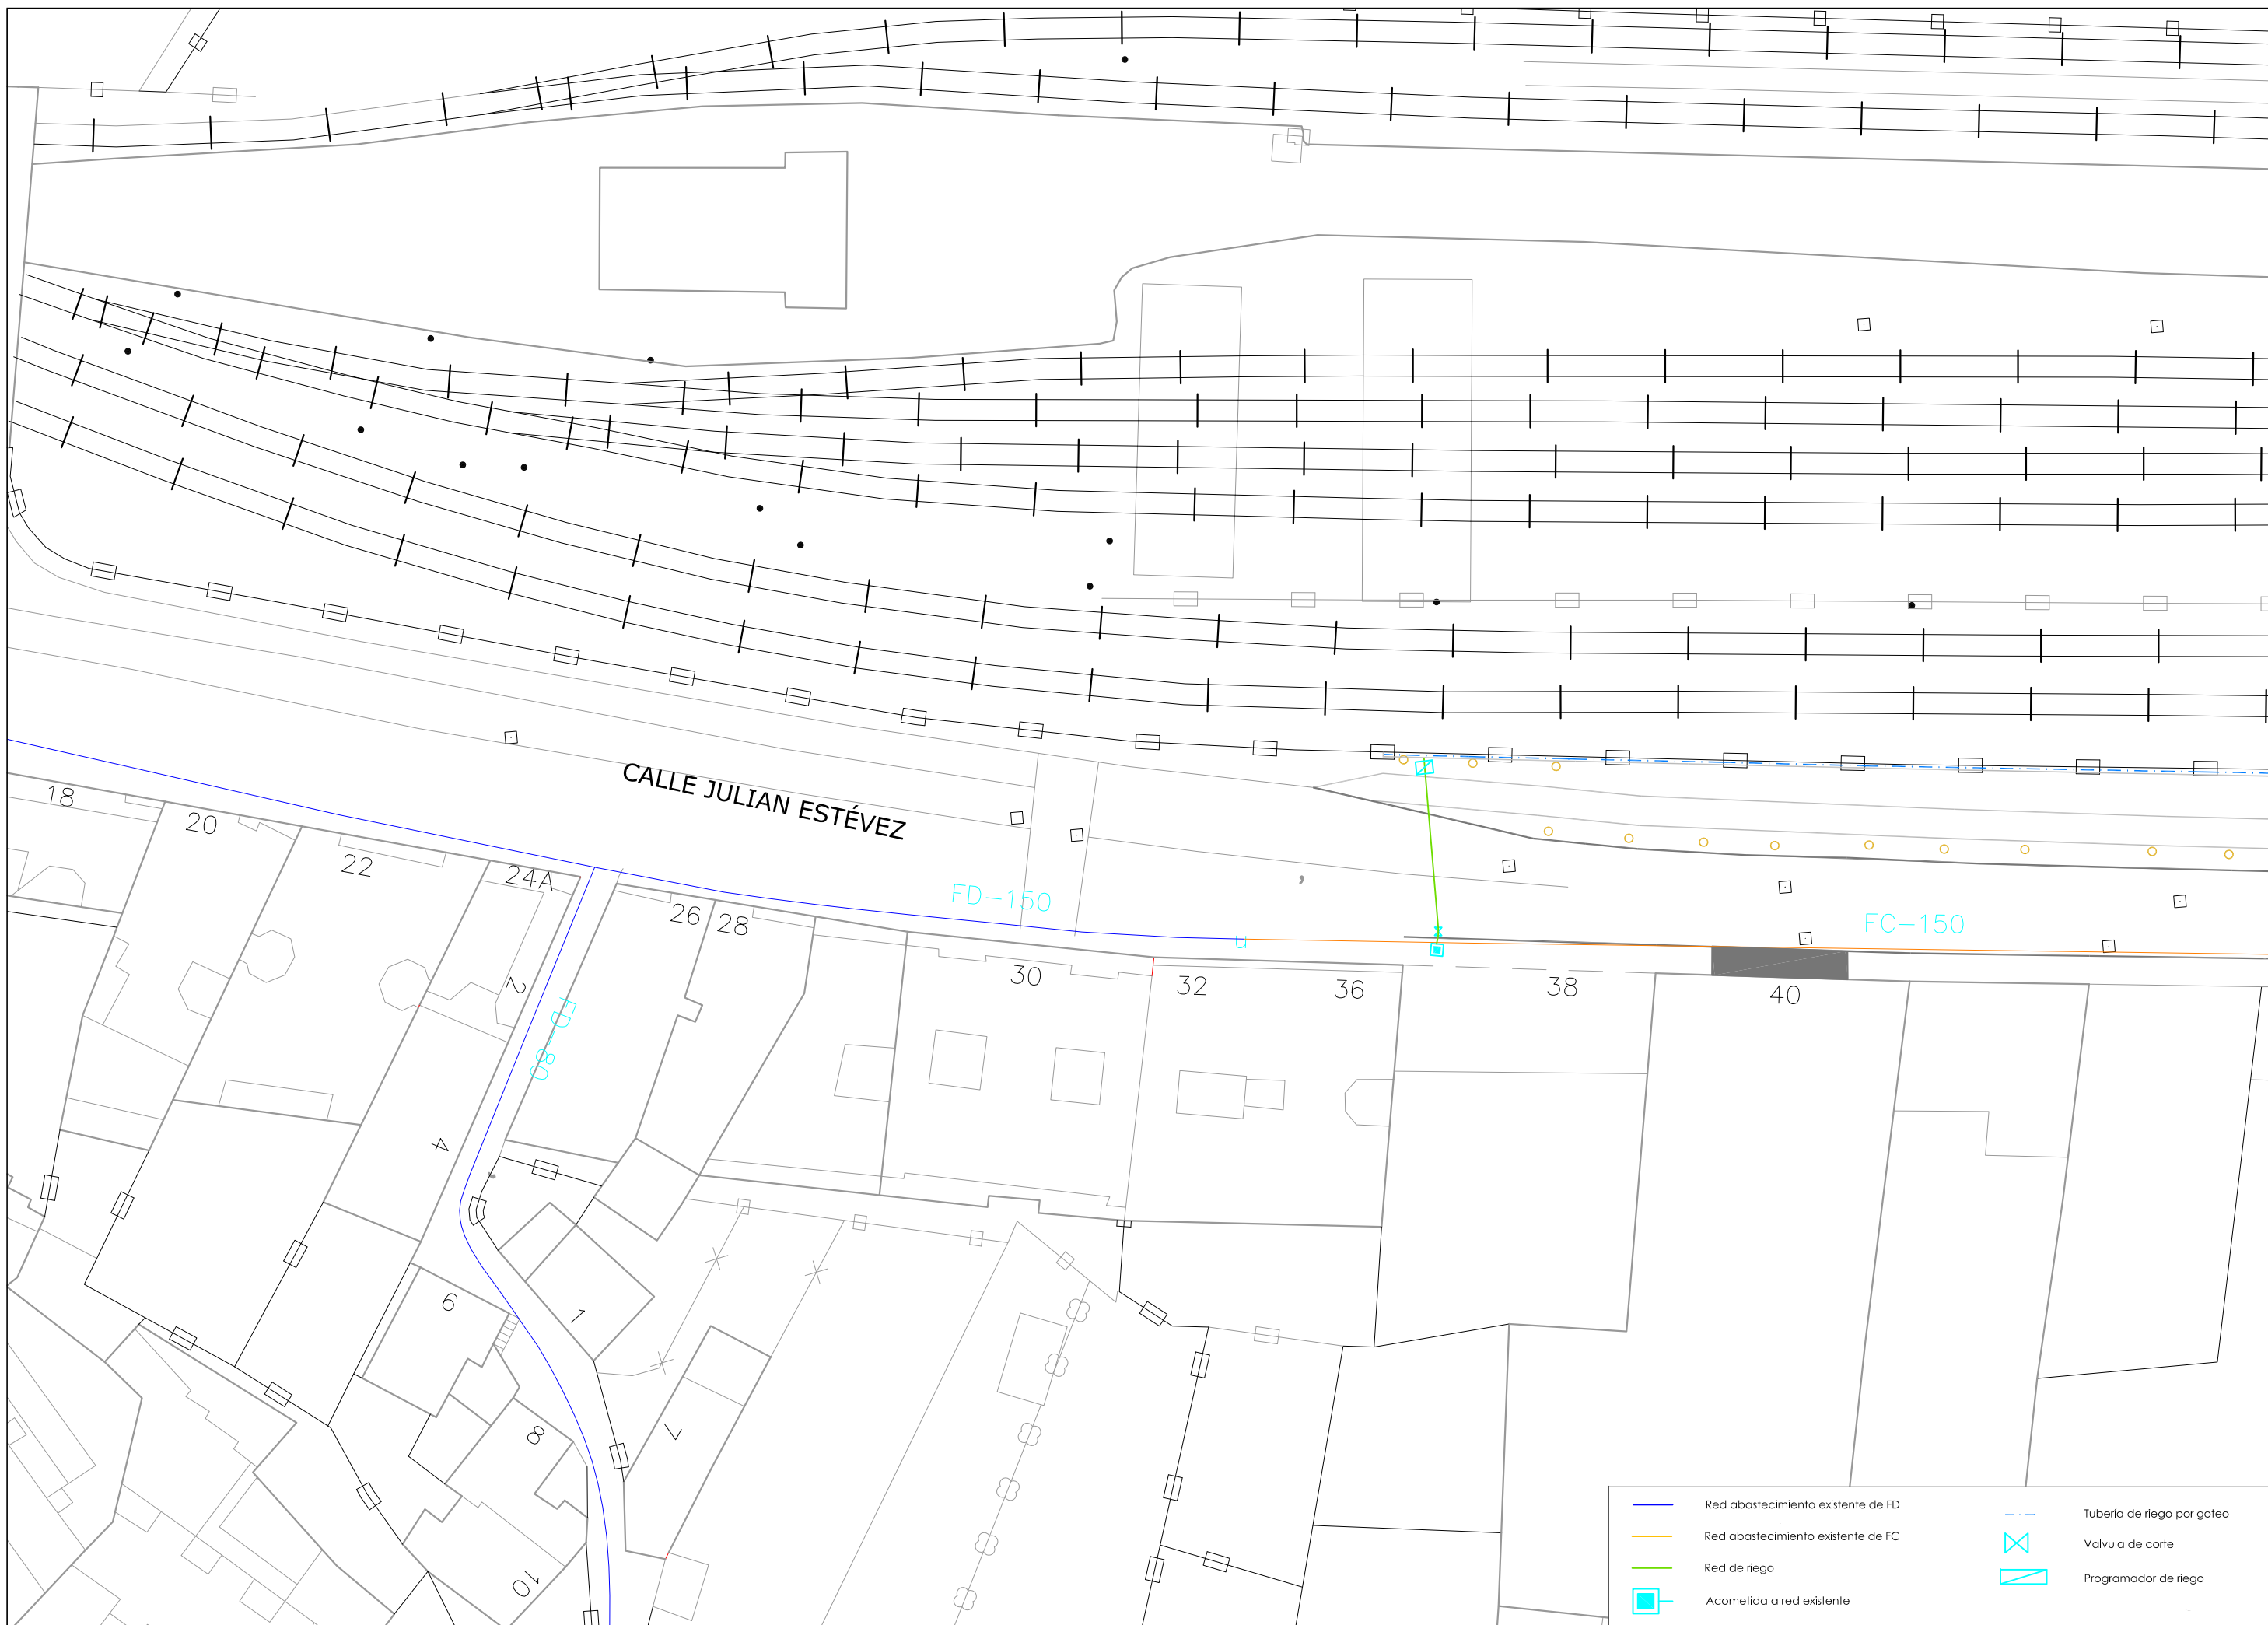 CALLE JULIAN ESTÉVEZ
18
20
22
24A
26
28
FD-150
FC-150
30
32
36
38
40
2
FD-80
4
6
1
8
7
10
Red abastecimiento existente de FD
Red abastecimiento existente de FC
Red de riego
Acometida a red existente
Tubería de riego por goteo
Valvula de corte
Programador de riego